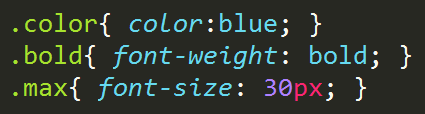 .color{ color:blue; }
.bold{ font-weight: bold; }
.max{ font-size: 30px; }